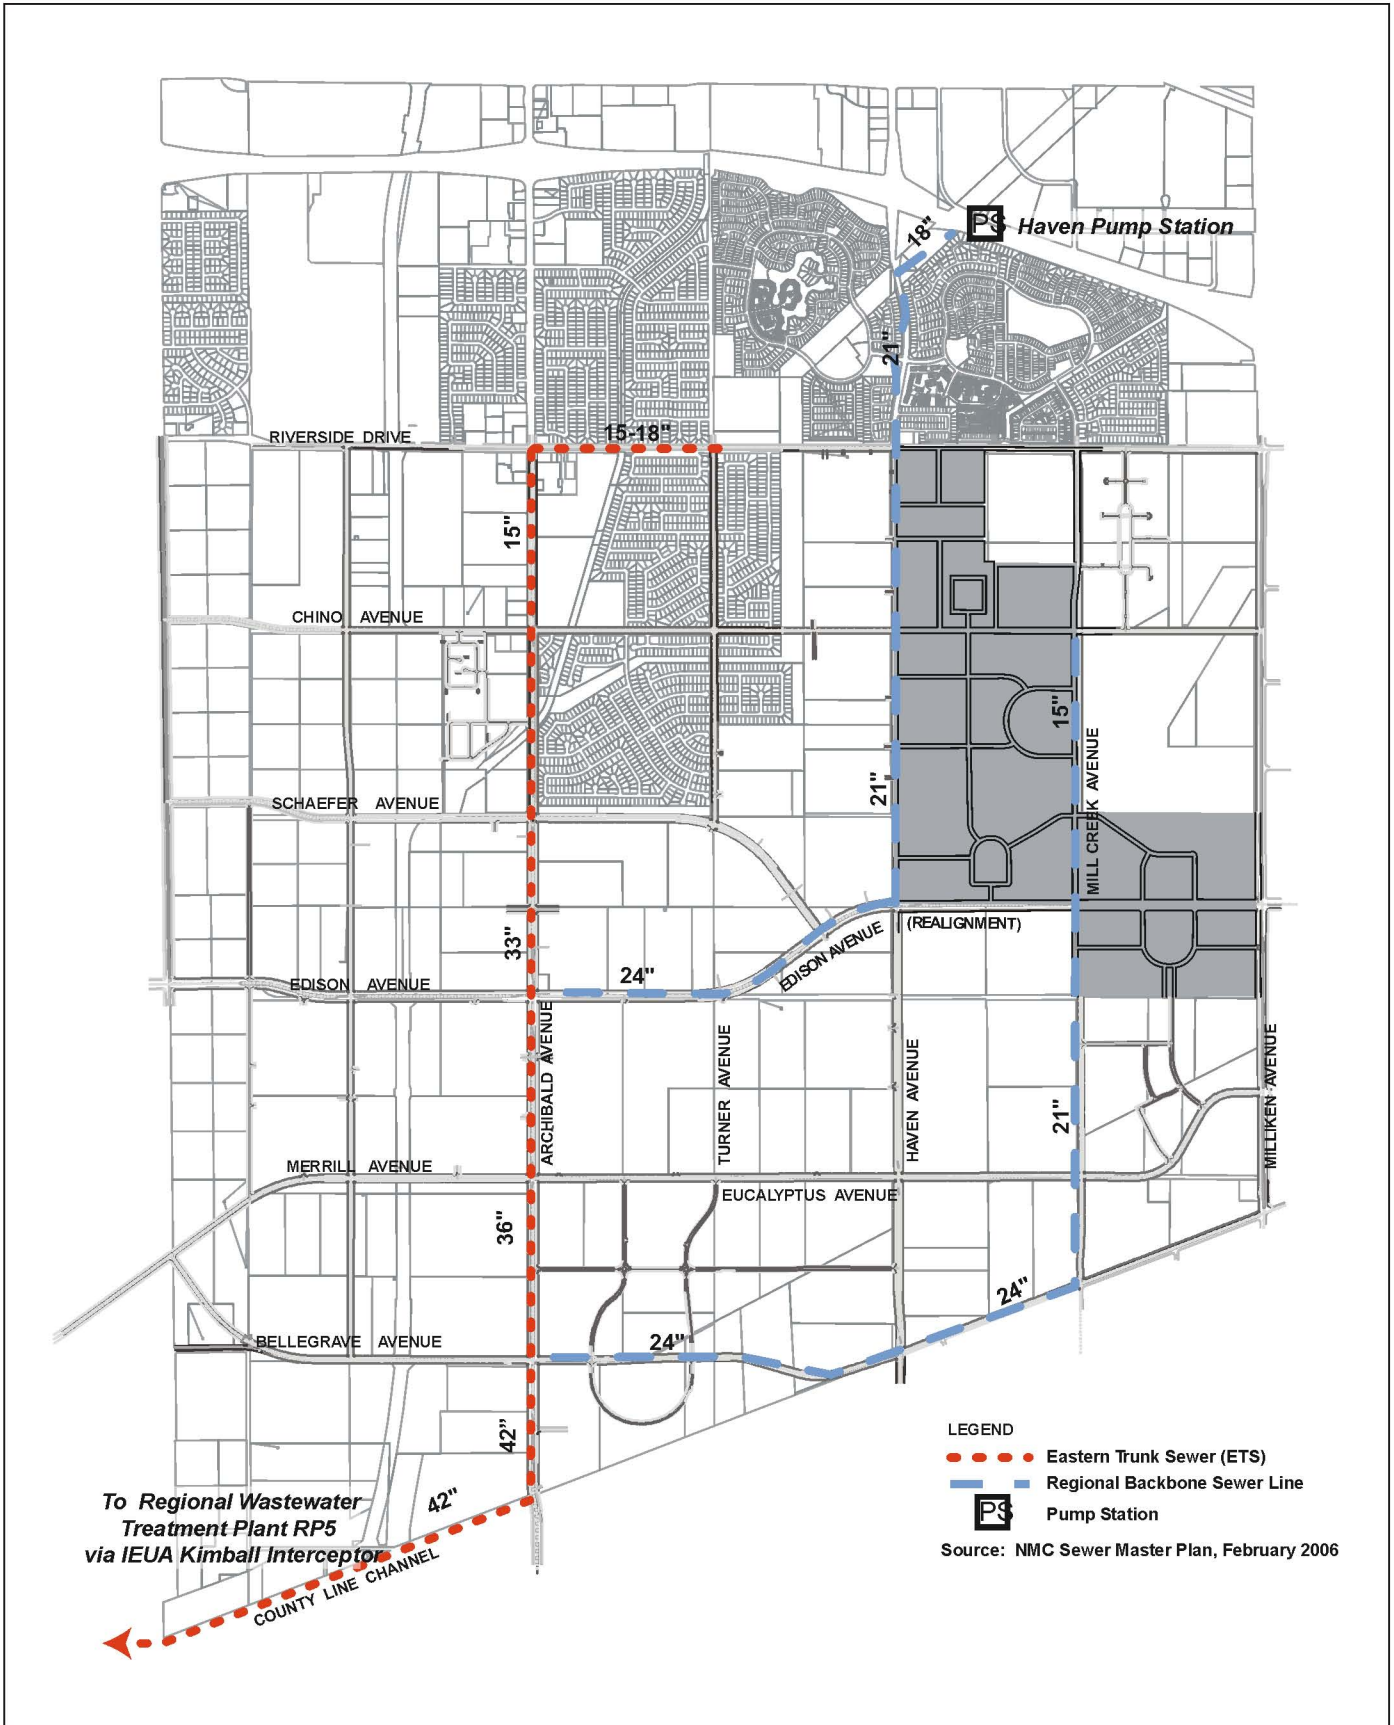 PS Haven Pump Station
18"
21"
RIVERSIDE DRIVE
15-18"
15"
CHINO AVENUE
15"
MILL CREEK AVENUE
21"
SCHAEFER AVENUE
(REALIGNMENT)
33"
EDISON AVENUE
24"
EDISON AVENUE
ARCHIBALD AVENUE
TURNER AVENUE
HAVEN AVENUE
MILLIKEN AVENUE
21"
MERRILL AVENUE
EUCALYPTUS AVENUE
36"
24"
BELLEGRAVE AVENUE
24"
42”
42"
To Regional Wastewater
Treatment Plant RP5
via IEUA Kimball Interceptor
COUNTY LINE CHANNEL
LEGEND
Eastern Trunk Sewer (ETS)
Regional Backbone Sewer Line
PS Pump Station
Source: NMC Sewer Master Plan, February 2006